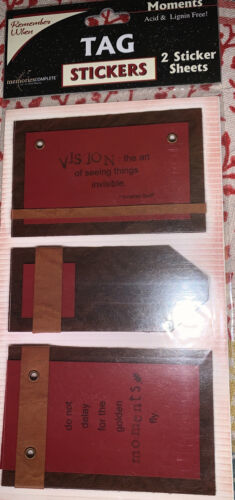 Remember
When
Moments
Acid & Lignin Free!
TAG
STICKERS
2 Sticker
Sheets
memoriesCOMPLETE
VISION - the art
of seeing things
invisible.
do not
delay
for the
golden
moments
fly